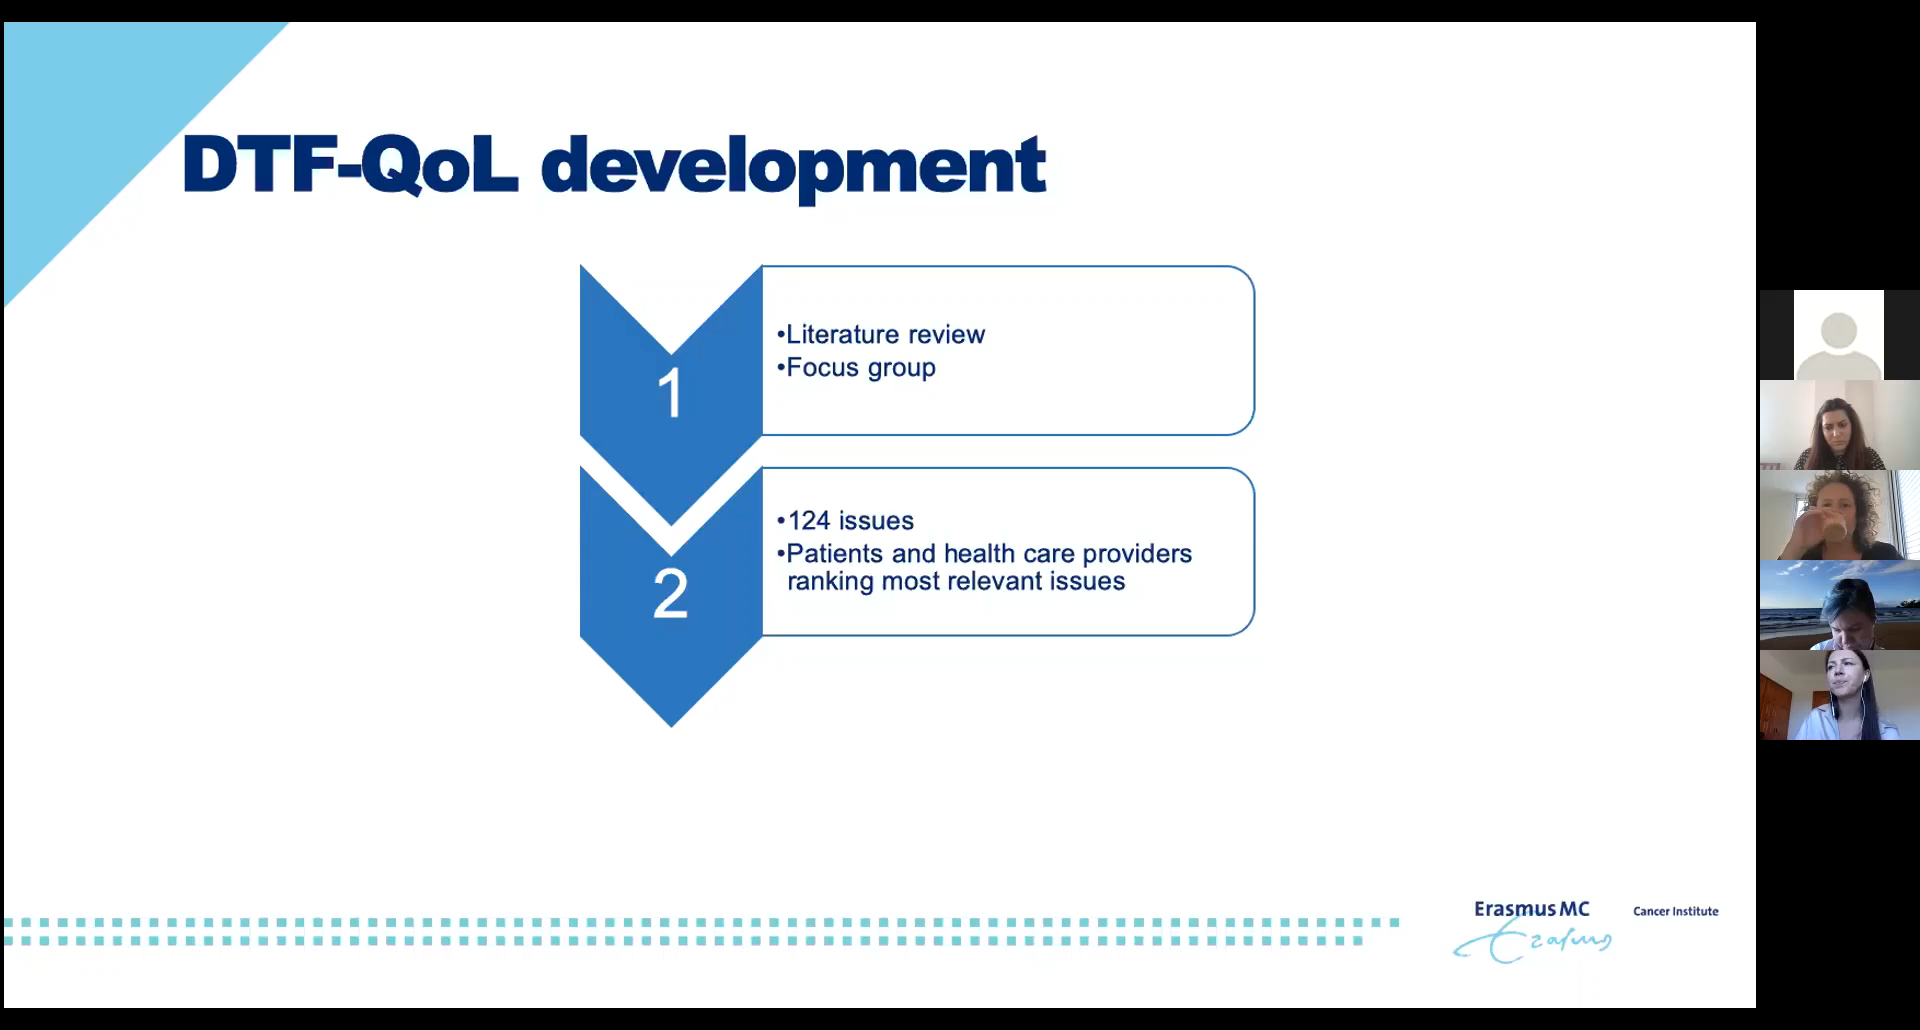 DTF-QoL development
1
•Literature review
•Focus group
2
•124 issues
•Patients and health care providers
ranking most relevant issues
Erasmus MC
Cancer Institute
Erasmus